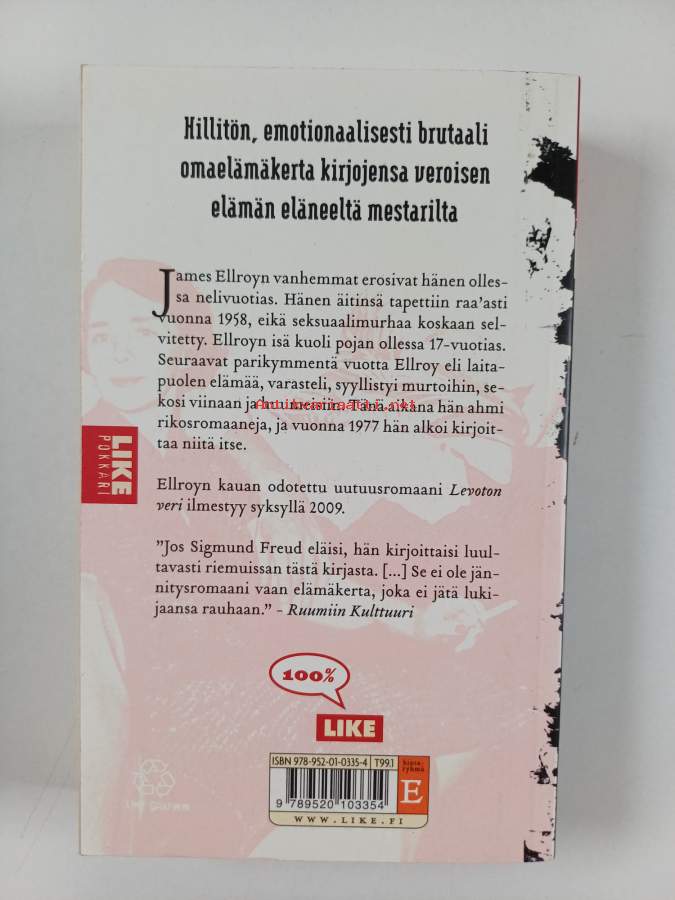 Hillitön, emotionaalisesti brutaali
omaelämäkerta kirjojensa veroisen
elämän eläneeltä mestarilta
James Ellroyn vanhemmat erosivat hänen olles-
sa nelivuotias. Hänen äitinsä tapettiin raa'asti
vuonna 1958, eikä seksuaalimurhaa koskaan sel-
vitetty. Ellroyn isä kuoli pojan ollessa 17-vuotias.
Seuraavat parikymmentä vuotta Ellroy eli laita-
puolen elämää, varasteli, syyllistyi murtoihin, se-
kosi viinaan ja huumeisiin. Tänä aikana hän ahmi
rikosromaaneja, ja vuonna 1977 hän alkoi kirjoit-
taa niitä itse.
LIKE
POKKARI
Ellroyn kauan odotettu uutuusromaani Levoton
veri ilmestyy syksyllä 2009.
"Jos Sigmund Freud eläisi, hän kirjoittaisi luul-
tavasti riemuissan tästä kirjasta. [...] Se ei ole jän-
nitysromaani vaan elämäkerta, joka ei jätä luki-
jaansa rauhaan." - Ruumiin Kulttuuri
100%
LIKE
ISBN 978-952-01-0335-4 T99.1
kirja-
ryhmä
E
9 789520 103354
WWW.LIKE.FI